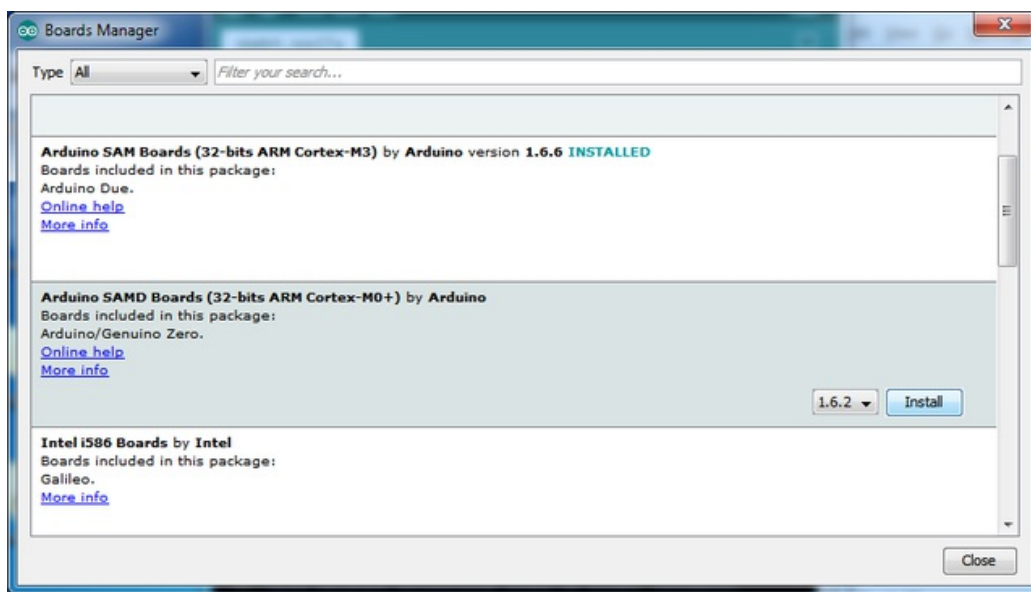 Boards Manager
Type All Filter your search...
Arduino SAM Boards (32-bits ARM Cortex-M3) by Arduino version 1.6.6 INSTALLED
Boards included in this package:
Arduino Due.
Online help
More info
Arduino SAMD Boards (32-bits ARM Cortex-M0+) by Arduino
Boards included in this package:
Arduino/Genuino Zero.
Online help
More info
1.6.2 Install
Intel i586 Boards by Intel
Boards included in this package:
Galileo.
More info
Close